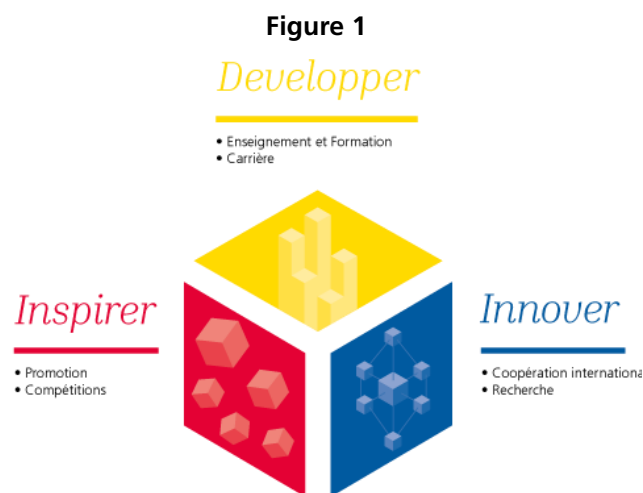 Figure 1
Developper
• Enseignement et Formation
• Carrière
Inspirer
• Promotion
• Compétitions
Innover
• Coopération internationa
• Recherche